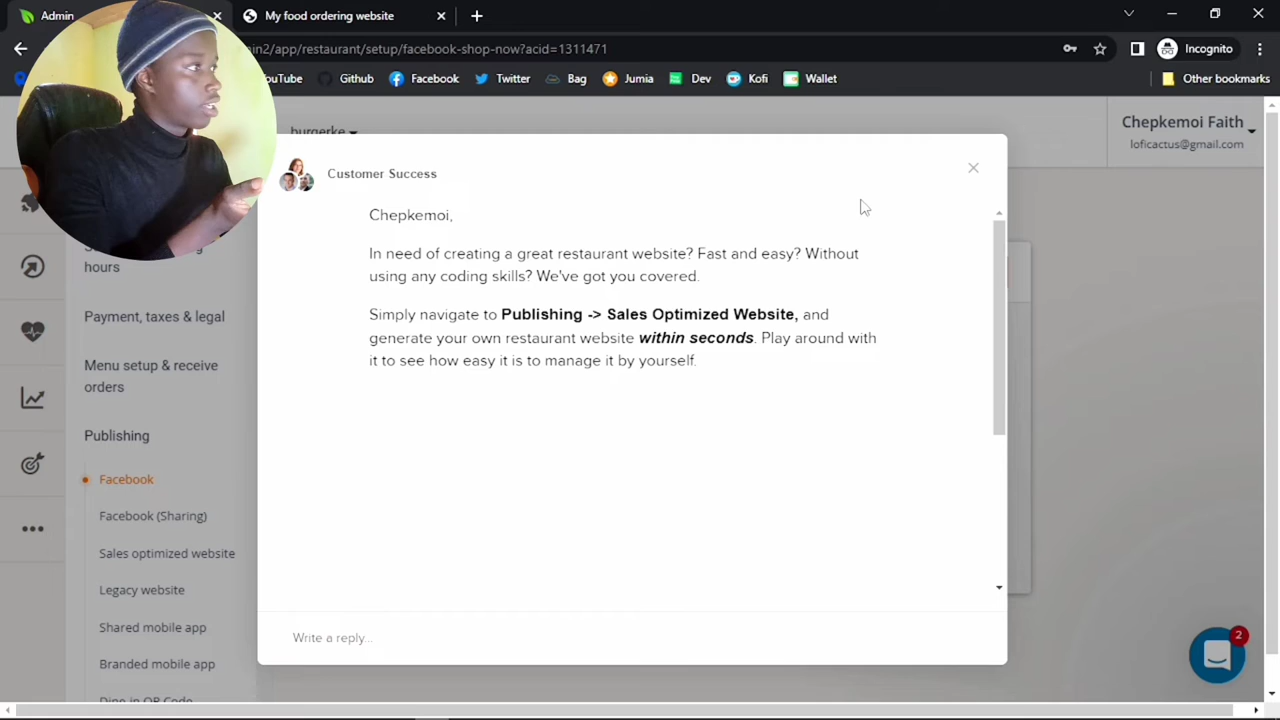 Admin
My food ordering website
min2/app/restaurant/setup/facebook-shop-now?acid=1311471
Incognito
YouTube
Github
Facebook
Twitter
Bag
Jumia
Dev
Kofi
Wallet
Other bookmarks
burgerke
Chepkemoi Faith
loficactus@gmail.com
hours
Payment, taxes & legal
Menu setup & receive
orders
Publishing
Facebook
Facebook (Sharing)
Sales optimized website
Legacy website
Shared mobile app
Branded mobile app
Dine-in QR Code
Customer Success
Chepkemoi,
In need of creating a great restaurant website? Fast and easy? Without
using any coding skills? We've got you covered.
Simply navigate to Publishing -> Sales Optimized Website, and
generate your own restaurant website within seconds. Play around with
it to see how easy it is to manage it by yourself.
Write a reply...
2